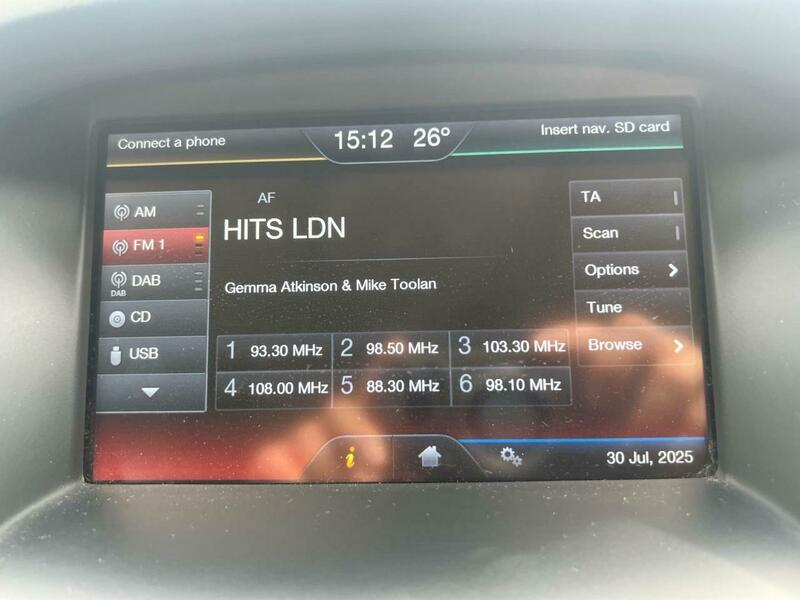 Connect a phone
15:12 26°
Insert nav. SD card
AM
FM 1
DAB
DAB
CD
USB
AF
HITS LDN
Gemma Atkinson & Mike Toolan
1 93.30 MHz 2 98.50 MHz 3 103.30 MHz
4 108.00 MHz 5 88.30 MHz 6 98.10 MHz
TA
Scan
Options
Tune
Browse
i
30 Jul, 2025